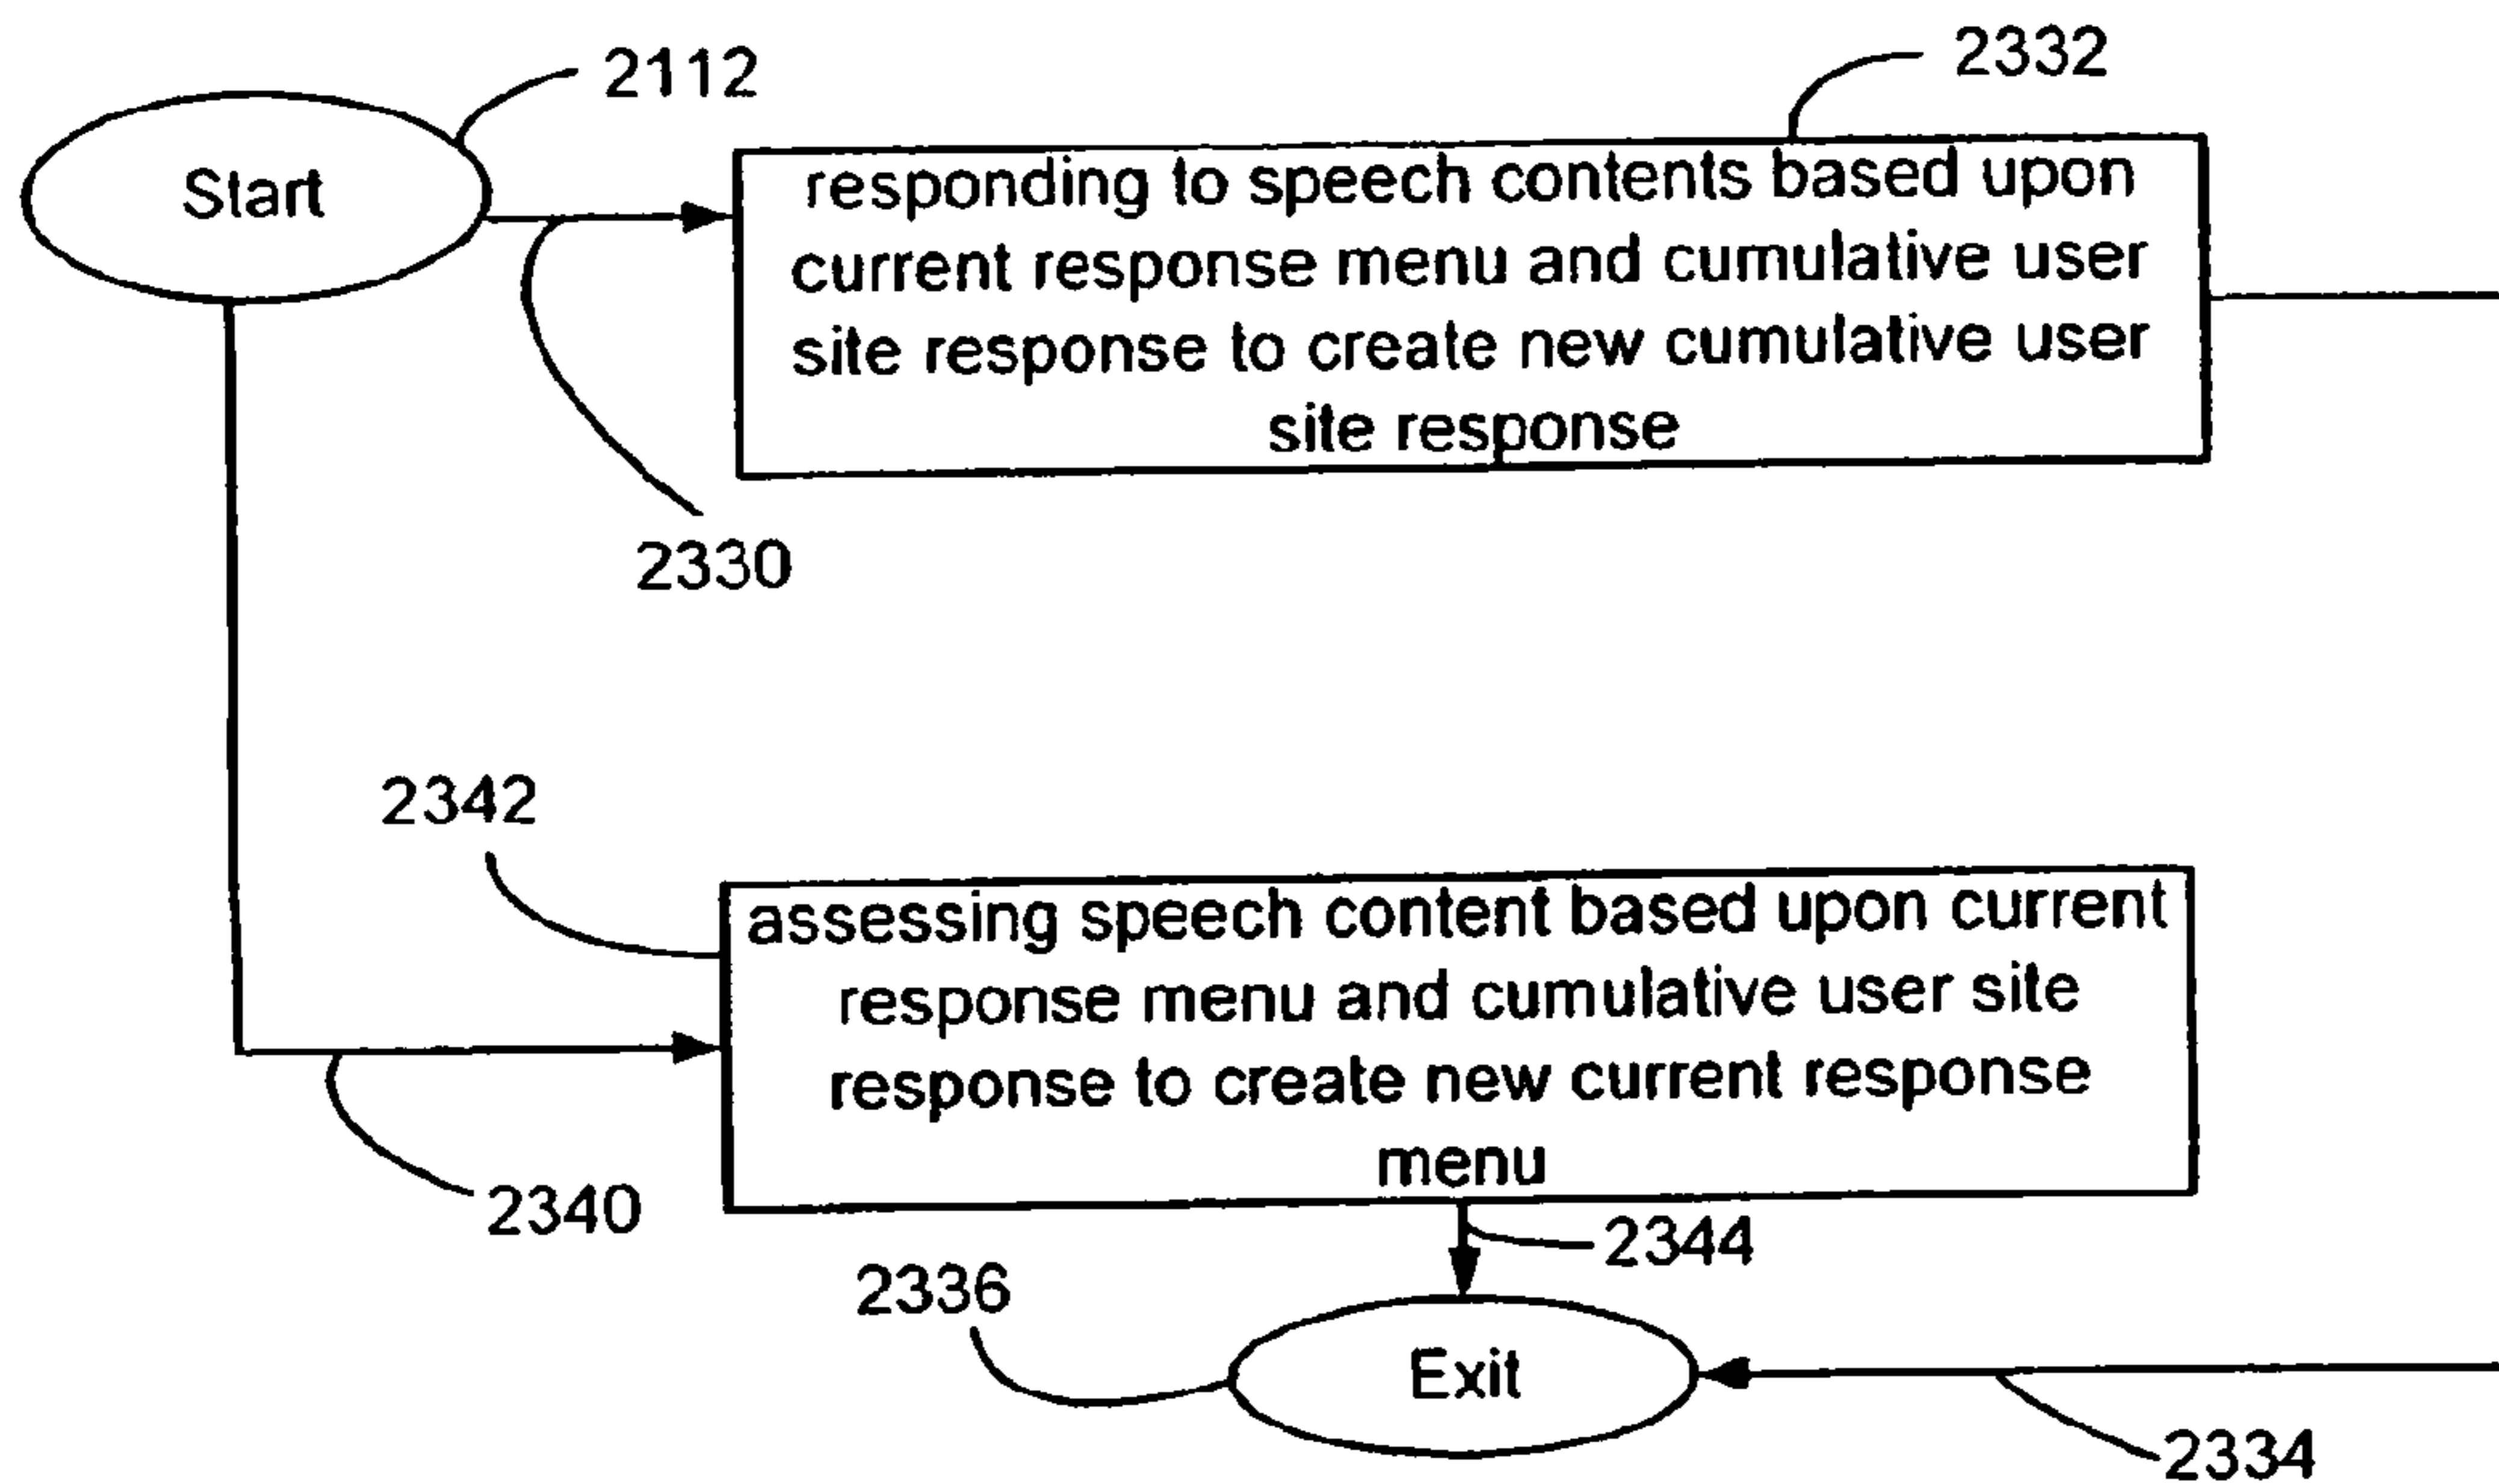 2112
2332
Start
responding to speech contents based upon
current response menu and cumulative user
site response to create new cumulative user
site response
2330
2342
assessing speech content based upon current
response menu and cumulative user site
response to create new current response
menu
2340
2344
2336
Exit
2334